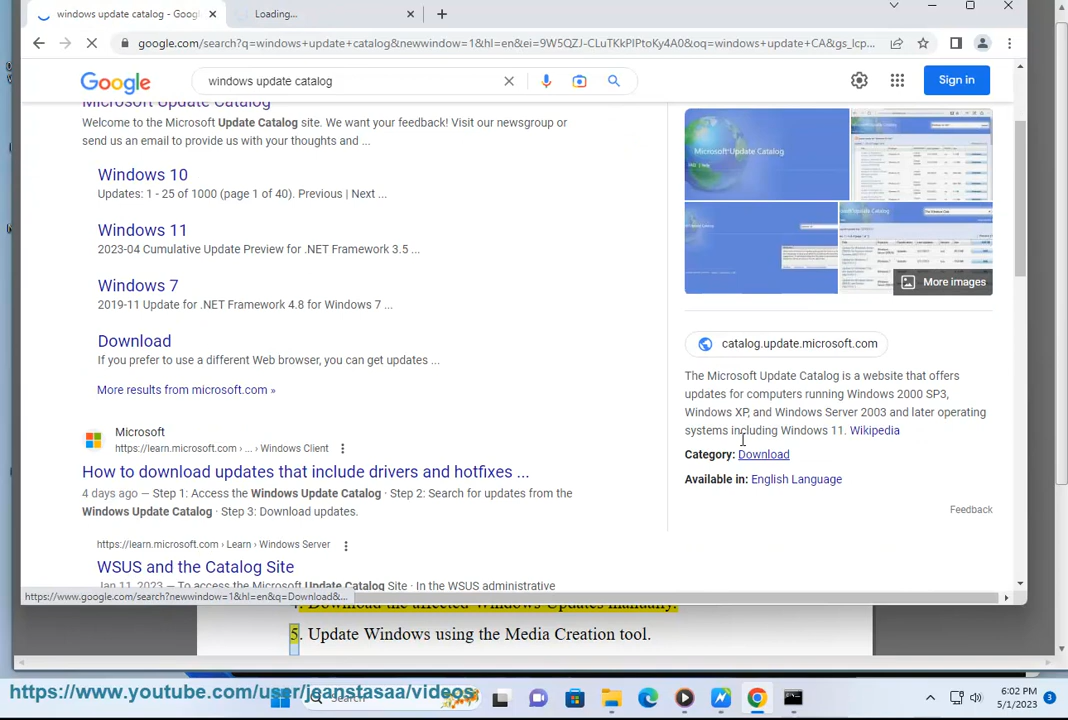 windows update catalog - Goog
Loading...
google.com/search?q=windows+update+catalog&newwindow=1&hl=en&ei=9W5QZJ-CLuTKkPIPtoKy4A0&oq=windows+update+CA&gs_lcp...
Google
windows update catalog
Sign in
Microsoft Update Catalog
Welcome to the Microsoft Update Catalog site. We want your feedback! Visit our newsgroup or
send us an email to provide us with your thoughts and ...
Windows 10
Updates: 1 - 25 of 1000 (page 1 of 40). Previous | Next ...
Windows 11
2023-04 Cumulative Update Preview for .NET Framework 3.5 ...
Windows 7
2019-11 Update for .NET Framework 4.8 for Windows 7 ...
Download
If you prefer to use a different Web browser, you can get updates ...
More results from microsoft.com »
Microsoft
https://learn.microsoft.com › ... › Windows Client
How to download updates that include drivers and hotfixes ...
4 days ago — Step 1: Access the Windows Update Catalog · Step 2: Search for updates from the
Windows Update Catalog · Step 3: Download updates.
https://learn.microsoft.com › Learn › Windows Server
WSUS and the Catalog Site
Jan 11, 2023 — To access the Microsoft Update Catalog Site · In the WSUS administrative
Microsoft Update Catalog
More images
catalog.update.microsoft.com
The Microsoft Update Catalog is a website that offers
updates for computers running Windows 2000 SP3,
Windows XP, and Windows Server 2003 and later operating
systems including Windows 11. Wikipedia
Category: Download
Available in: English Language
Feedback
https://www.google.com/search?newwindow=1&hl=en&q=Download&...
4. Download the affected Windows Updates manually.
5. Update Windows using the Media Creation tool.
https://www.youtube.com/user/joanstasaa/videos
Search
6:02 PM
5/1/2023
3